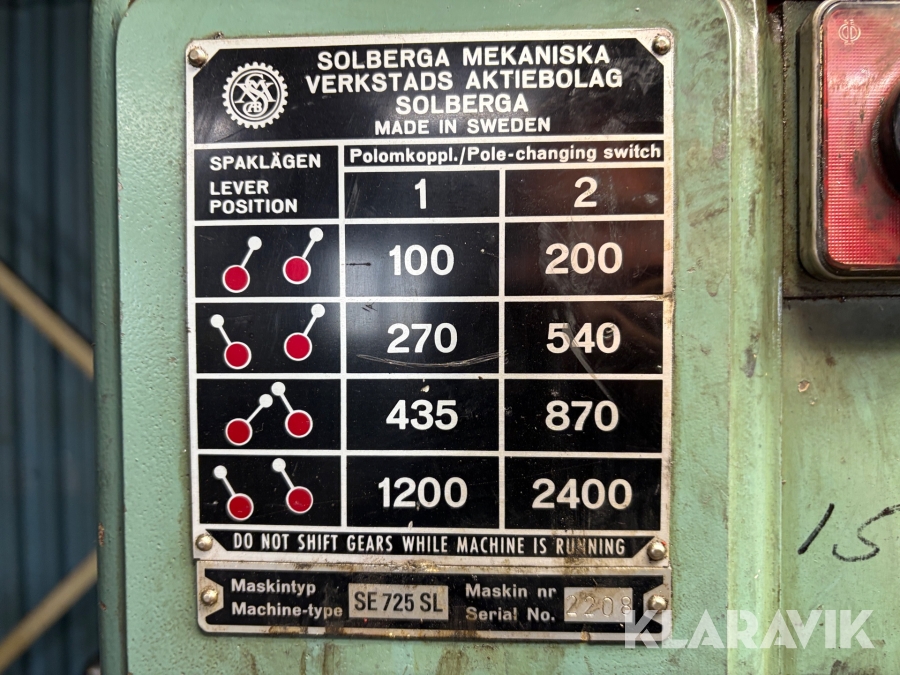 SOLBERGA MEKANISKA
VERKSTADS AKTIEBOLAG
SOLBERGA
MADE IN SWEDEN
SPAKLÄGEN
LEVER
POSITION
Polomkoppl./Pole-changing switch
1 2
100 200
270 540
435 870
1200 2400
DO NOT SHIFT GEARS WHILE MACHINE IS RUNNING
Maskintyp
Machine-type
SE 725 SL
Maskin nr
Serial No.
2208
15
KLARAVIK